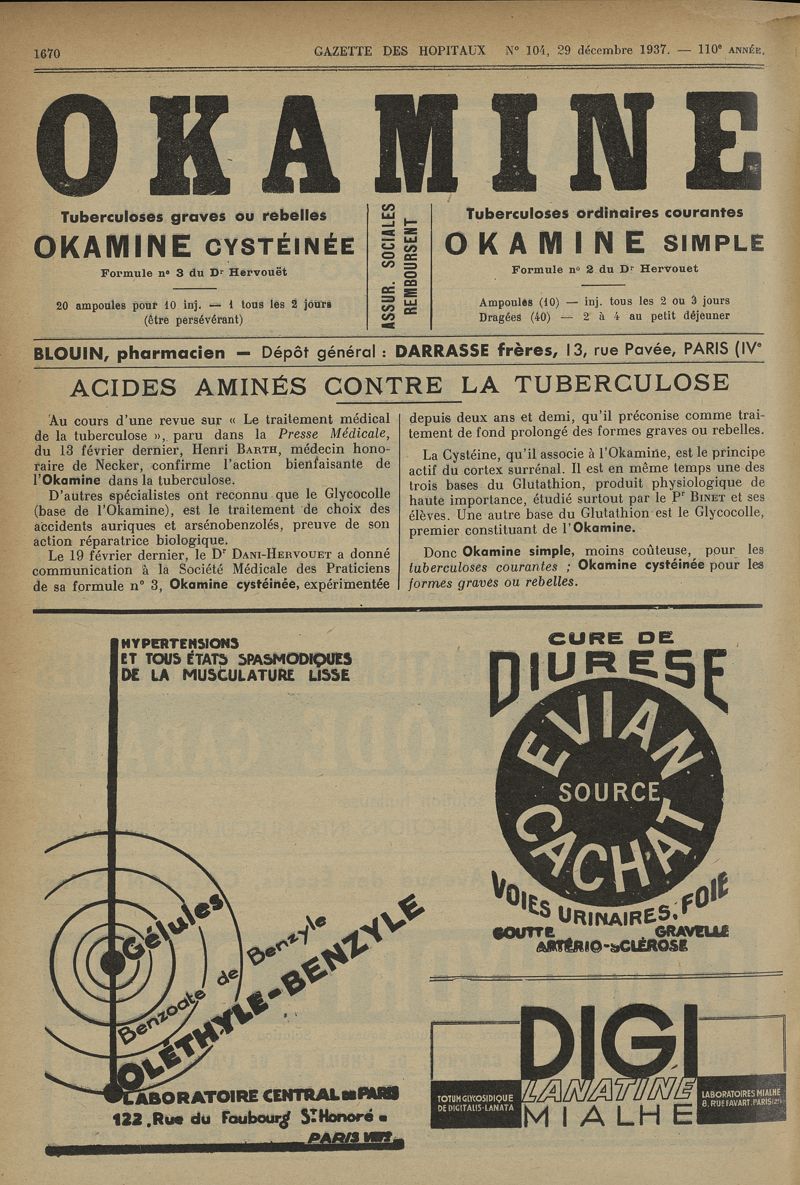 1670
GAZETTE DES HOPITAUX N° 104, 29 décembre 1937. — 110e ANNÉE.
OKAMINE
Tuberculoses graves ou rebelles
OKAMINE CYSTÉINÉE
Formule n° 3 du Dr Hervouët
20 ampoules pour 10 inj. — 1 tous les 2 jours
(être persévérant)
ASSUR. SOCIALES
REMBOURSENT
Tuberculoses ordinaires courantes
OKAMINE SIMPLE
Formule n° 2 du Dr Hervouet
Ampoules (10) — inj. tous les 2 ou 3 jours
Dragées (40) — 2 à 4 au petit déjeuner
BLOUIN, pharmacien — Dépôt général : DARRASSE frères, 13, rue Pavée, PARIS (IVe
ACIDES AMINÉS CONTRE LA TUBERCULOSE
Au cours d'une revue sur « Le traitement médical
de la tuberculose », paru dans la Presse Médicale,
du 13 février dernier, Henri BARTH, médecin hono-
raire de Necker, confirme l'action bienfaisante de
l'Okamine dans la tuberculose.
D'autres spécialistes ont reconnu que le Glycocolle
(base de l'Okamine), est le traitement de choix des
accidents auriques et arsénobenzolés, preuve de son
action réparatrice biologique.
Le 19 février dernier, le Dr DANI-HERVOUET a donné
communication à la Société Médicale des Praticiens
de sa formule n° 3, Okamine cystéinée, expérimentée
depuis deux ans et demi, qu'il préconise comme trai-
tement de fond prolongé des formes graves ou rebelles.
La Cystéine, qu'il associe à l'Okamine, est le principe
actif du cortex surrénal. Il est en même temps une des
trois bases du Glutathion, produit physiologique de
haute importance, étudié surtout par le Pr BINET et ses
élèves. Une autre base du Glutathion est le Glycocolle,
premier constituant de l'Okamine.
Donc Okamine simple, moins coûteuse, pour les
tuberculoses courantes ; Okamine cystéinée pour les
formes graves ou rebelles.
HYPERTENSIONS
ET TOUS ÉTATS SPASMODIQUES
DE LA MUSCULATURE LISSE
Gélules
Benzoate de Benzyle
OLÉTHYLE-BENZYLE
LABORATOIRE CENTRAL DE PARIS
122, Rue du Faubourg St Honoré
PARIS VIIIe
CURE DE
DIURESE
EVIAN
SOURCE
CACHAT
VOIES URINAIRES, FOIE
GOUTTE GRAVELLE
ARTÉRIO-SCLÉROSE
DIGI
LANATINE
MIALHE
TOTUM GLYCOSIDIQUE
DE DIGITALIS LANATA
LABORATOIRES MIALHE
8, RUE FAVART, PARIS (2e)